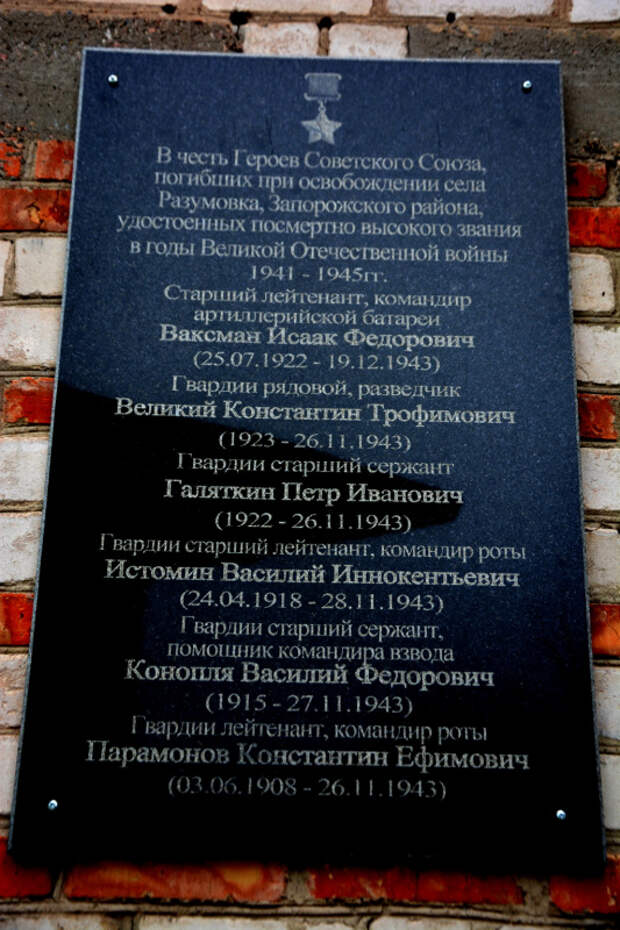 В честь Героев Советского Союза,
погибших при освобождении села
Разумовка, Запорожского района,
удостоенных посмертно высокого звания
в годы Великой Отечественной войны
1941 - 1945гг.
Старший лейтенант, командир
артиллерийской батареи
Ваксман Исаак Федорович
(25.07.1922 - 19.12.1943)
Гвардии рядовой, разведчик
Великий Константин Трофимович
(1923 - 26.11.1943)
Гвардии старший сержант
Галяткин Петр Иванович
(1922 - 26.11.1943)
Гвардии старший лейтенант, командир роты
Истомин Василий Иннокентьевич
(24.04.1918 - 28.11.1943)
Гвардии старший сержант,
помощник командира взвода
Конопля Василий Федорович
(1915 - 27.11.1943)
Гвардии лейтенант, командир роты
Парамонов Константин Ефимович
(03.06.1908 - 26.11.1943)